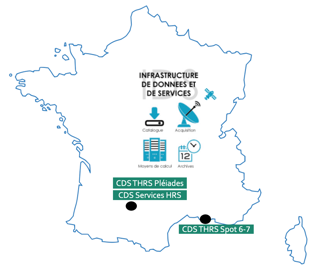 INFRASTRUCTURE
DE DONNEES ET
DE SERVICES
Catalogue
Acquisition
Moyens de calcul
12
Archives
CDS THRS Pléiades
CDS Services HRS
CDS THRS Spot 6-7